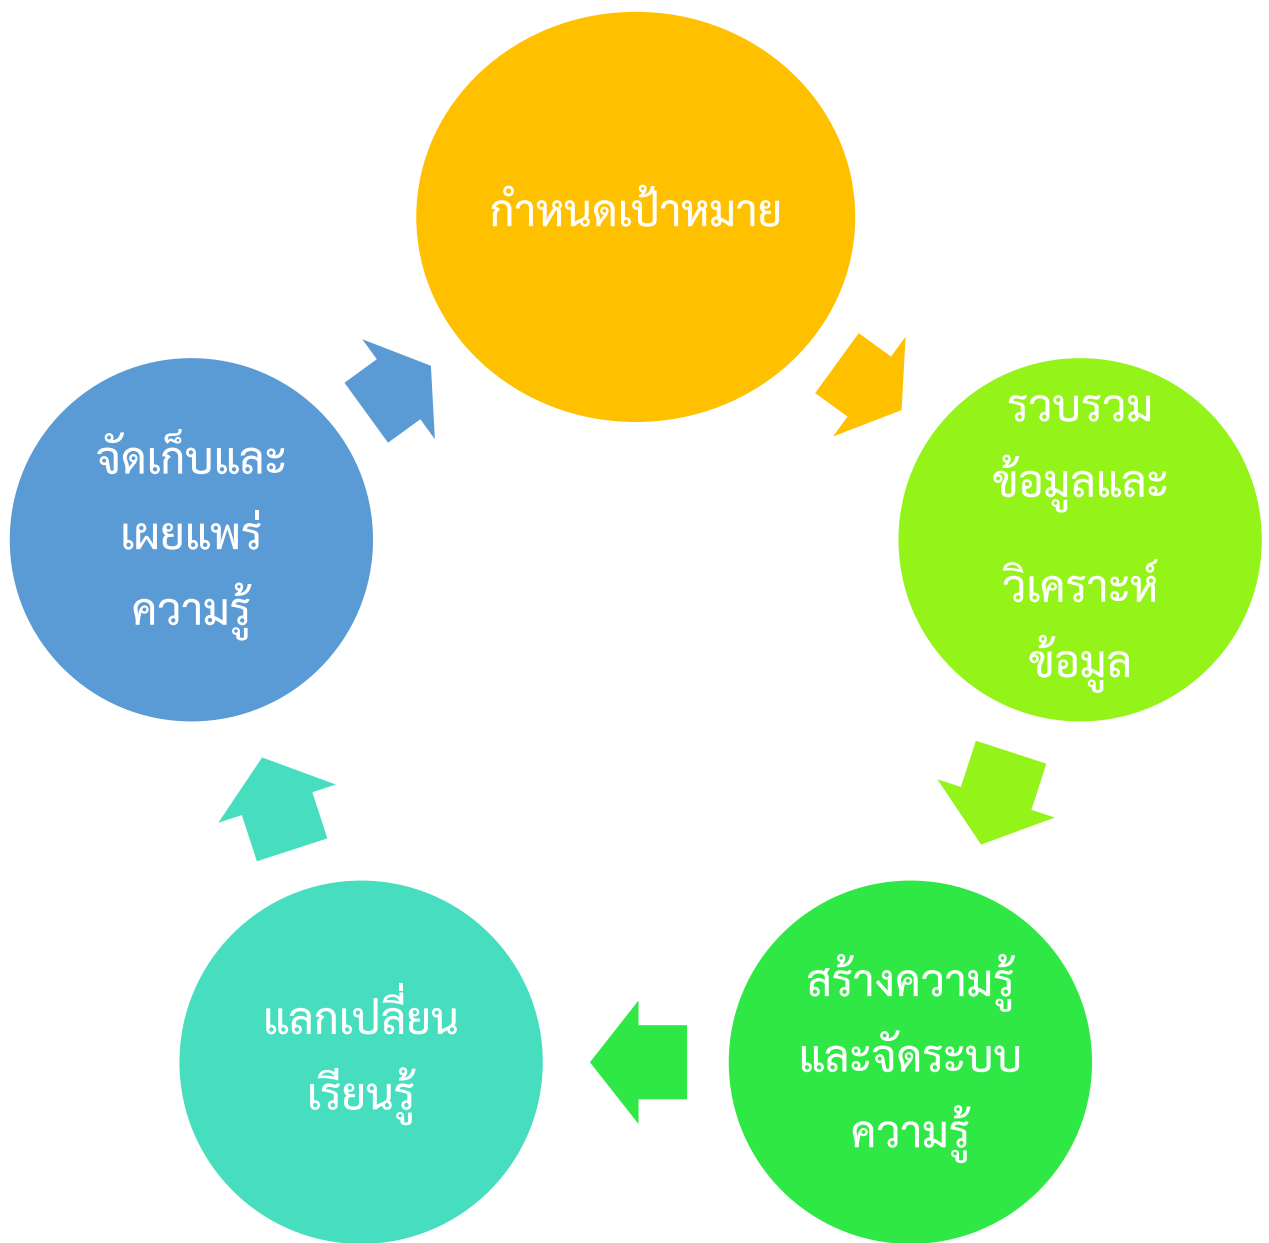 กำหนดเป้าหมาย
รวบรวม
ข้อมูลและ
วิเคราะห์
ข้อมูล
สร้างความรู้
และจัดระบบ
ความรู้
แลกเปลี่ยน
เรียนรู้
จัดเก็บและ
เผยแพร่
ความรู้